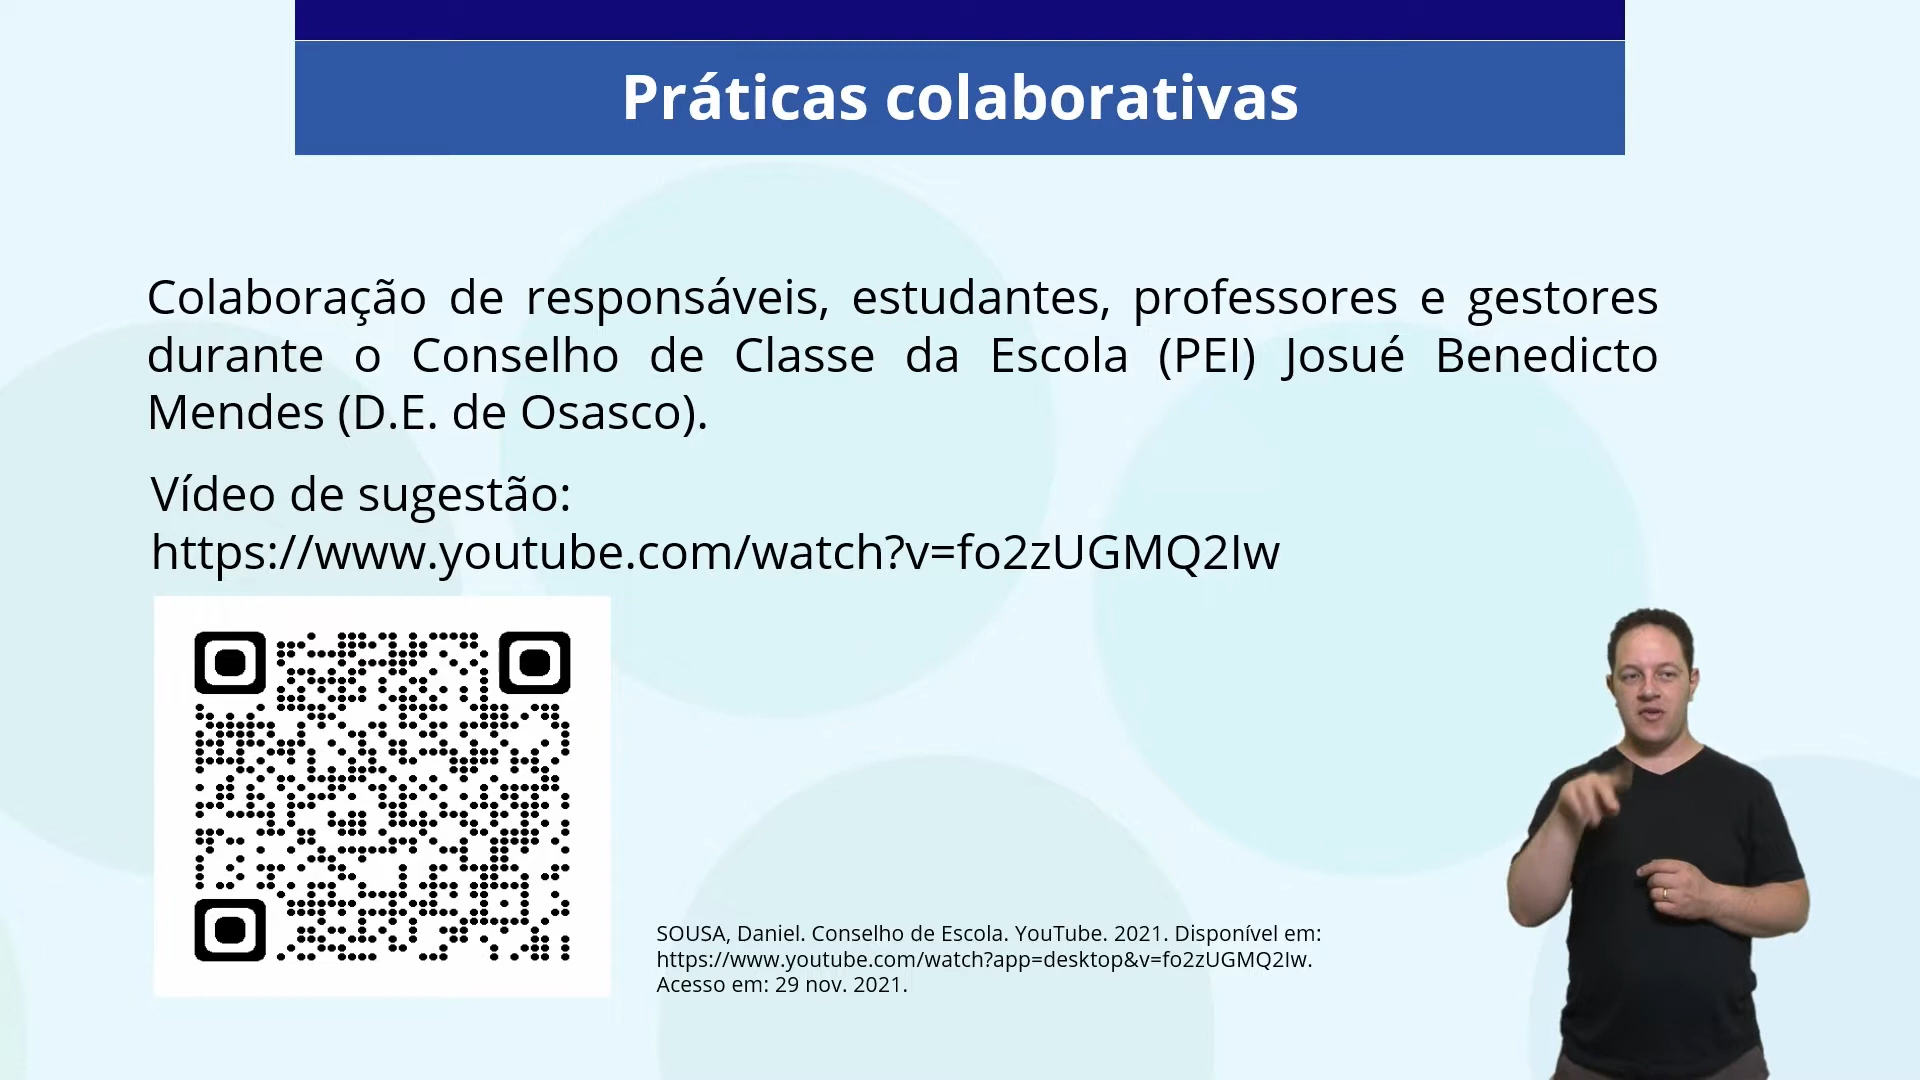 Práticas colaborativas
Colaboração de responsáveis, estudantes, professores e gestores
durante o Conselho de Classe da Escola (PEI) Josué Benedicto
Mendes (D.E. de Osasco).
Vídeo de sugestão:
https://www.youtube.com/watch?v=fo2zUGMQ2Iw
SOUSA, Daniel. Conselho de Escola. YouTube. 2021. Disponível em:
https://www.youtube.com/watch?app=desktop&v=fo2zUGMQ2Iw.
Acesso em: 29 nov. 2021.